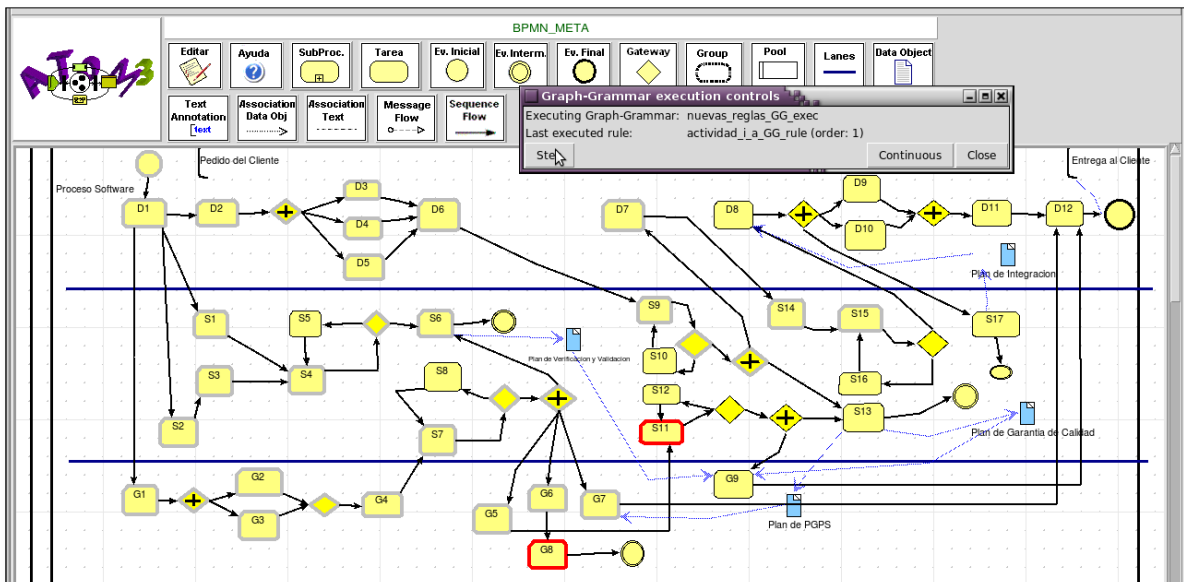 BPMN_META
ATOM3
Editar
Ayuda
SubProc.
Tarea
Ev. Inicial
Ev.Interm.
Ev. Final
Gateway
Group
Pool
Lanes
Data Object
Text
Annotation
[text
Association
Data Obj
Association
Text
Message
Flow
Sequence
Flow
Graph-Grammar execution controls
Executing Graph-Grammar: nuevas_reglas_GG_exec
Last executed rule: actividad_i_a_GG_rule (order: 1)
Step
Continuous
Close
Pedido del Cliente
Entrega al Cliente
Proceso Software
D1
D2
D3
D4
D5
D6
D7
D8
D9
D10
D11
D12
Plan de Integracion
S1
S2
S3
S4
S5
S6
Plan de Verificacion y Validacion
S7
S8
S9
S10
S11
S12
S13
S14
S15
S16
S17
Plan de Garantia de Calidad
G1
G2
G3
G4
G5
G6
G7
G8
G9
Plan de PGPS